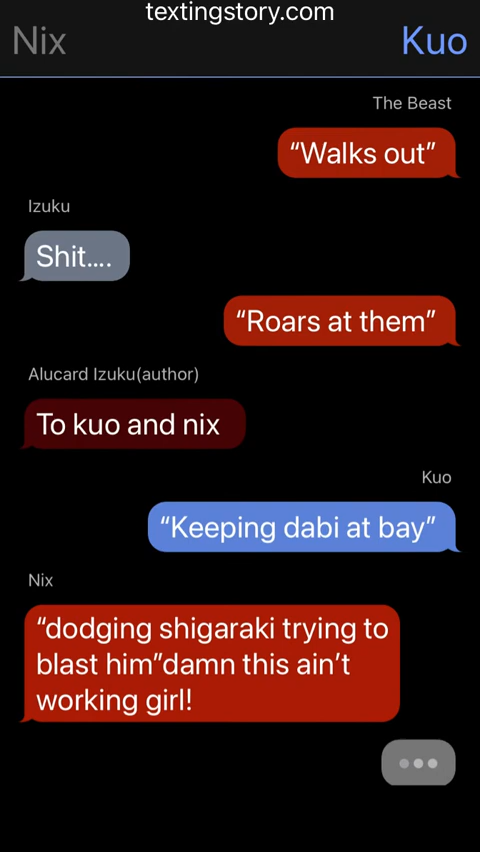 textingstory.com
Nix
Kuo
The Beast
“Walks out”
Izuku
Shit....
“Roars at them”
Alucard Izuku(author)
To kuo and nix
Kuo
“Keeping dabi at bay”
Nix
“dodging shigaraki trying to
blast him”damn this ain’t
working girl!